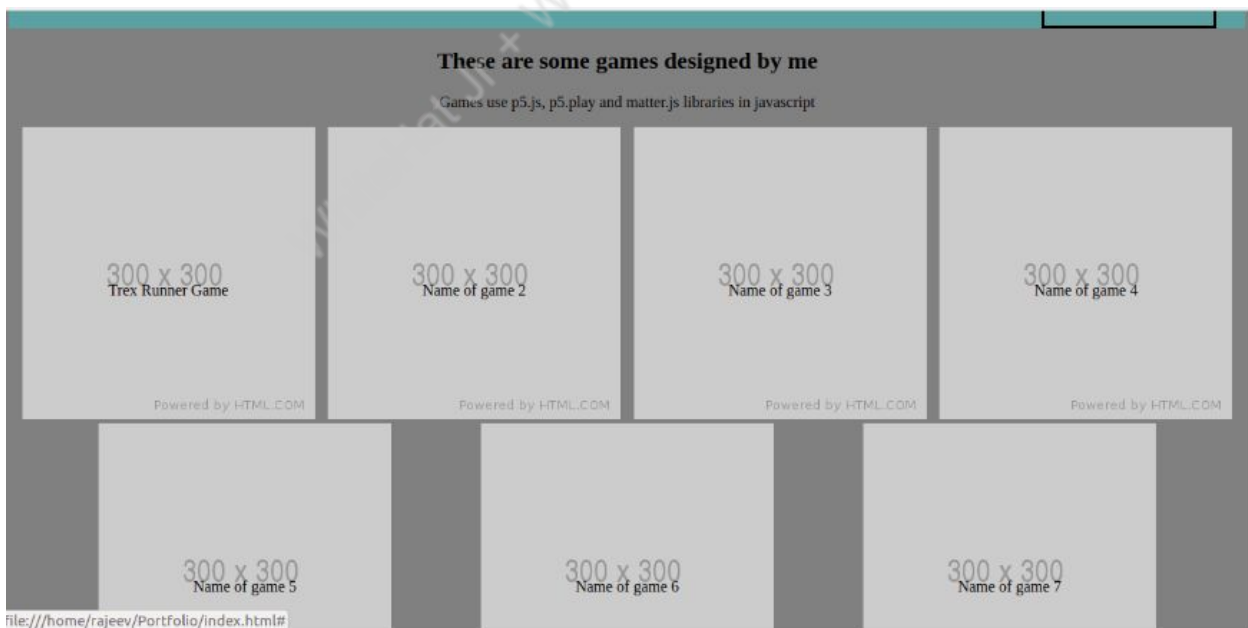 These are some games designed by me
Games use p5.js, p5.play and matter.js libraries in javascript
300 x 300
Trex Runner Game
Powered by HTML.COM
300 x 300
Name of game 2
Powered by HTML.COM
300 x 300
Name of game 3
Powered by HTML.COM
300 x 300
Name of game 4
Powered by HTML.COM
300 x 300
Name of game 5
300 x 300
Name of game 6
300 x 300
Name of game 7
file:///home/rajeev/Portfolio/index.html#